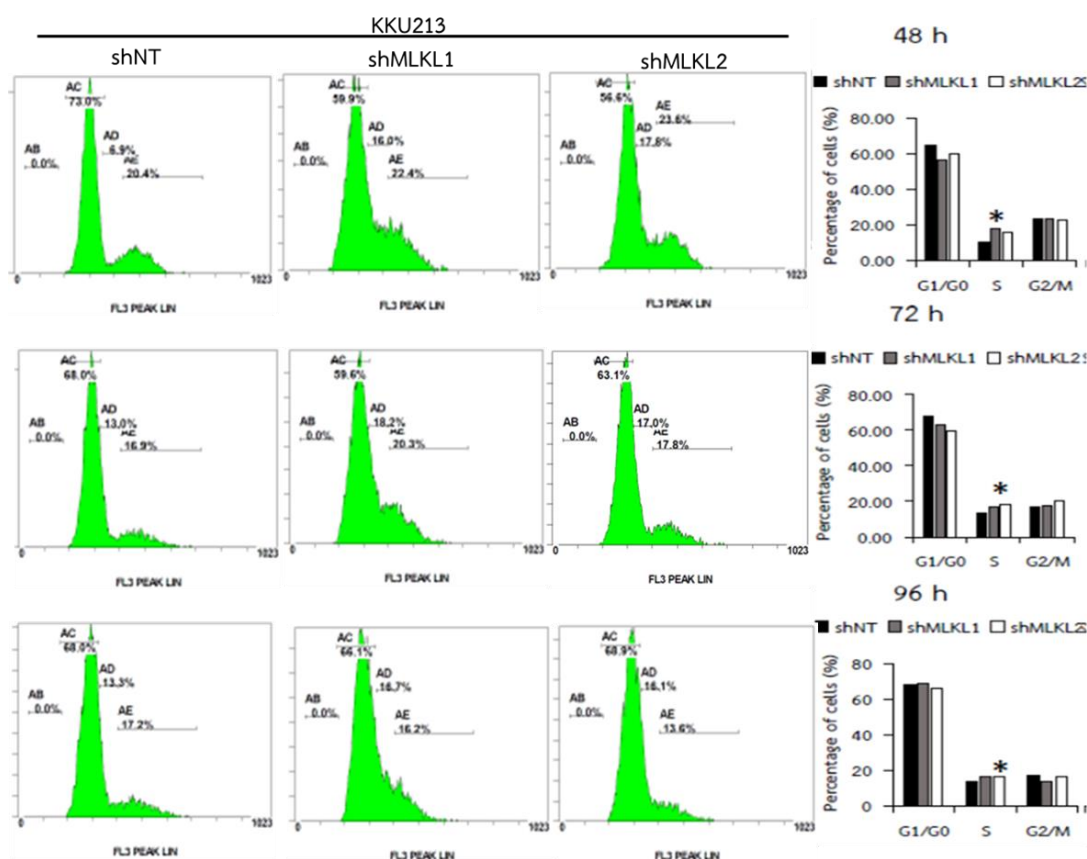 KKU213
shNT
shMLKL1
shMLKL2
AC
73.0%
AD
6.9%
AB
0.0%
AE
20.4%
0
1023
FL3 PEAK LIN
AC
59.9%
AD
16.0%
AB
0.0%
AE
22.4%
0
1023
FL3 PEAK LIN
AC
56.6%
AE
23.6%
AD
17.8%
AB
0.0%
0
1023
FL3 PEAK LIN
48 h
shNT shMLKL1 shMLKL2S
Percentage of cells (%)
80.00
60.00
40.00
20.00
0.00
*
G1/G0 S G2/M
AC
68.0%
AD
13.0%
AB
0.0%
AE
16.9%
0
1023
FL3 PEAK LIN
AC
59.6%
AD
18.2%
AB
0.0%
AE
20.3%
0
1023
FL3 PEAK LIN
AC
63.1%
AD
17.0%
AB
0.0%
AE
17.8%
0
1023
FL3 PEAK LIN
72 h
shNT shMLKL1 shMLKL2
Percentage of cells (%)
80.00
60.00
40.00
20.00
0.00
*
G1/G0 S G2/M
AC
68.0%
AD
13.3%
AB
0.0%
AE
17.2%
0
1023
FL3 PEAK LIN
AC
66.1%
AD
16.7%
AB
0.0%
AE
16.2%
0
1023
FL3 PEAK LIN
AC
68.9%
AD
16.1%
AB
0.0%
AE
13.6%
0
1023
FL3 PEAK LIN
96 h
shNT shMLKL1 shMLKL2
Percentage of cells (%)
80
60
40
20
0
*
G1/G0 S G2/M